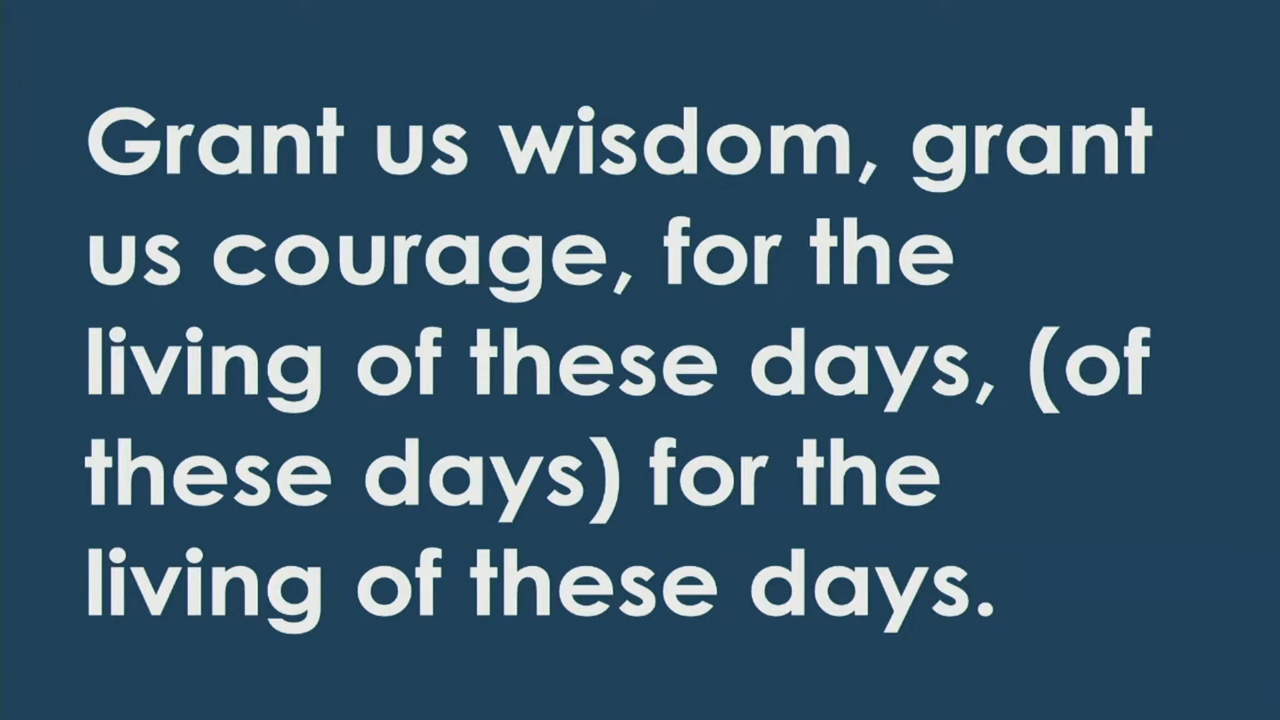 Grant us wisdom, grant
us courage, for the
living of these days, (of
these days) for the
living of these days.